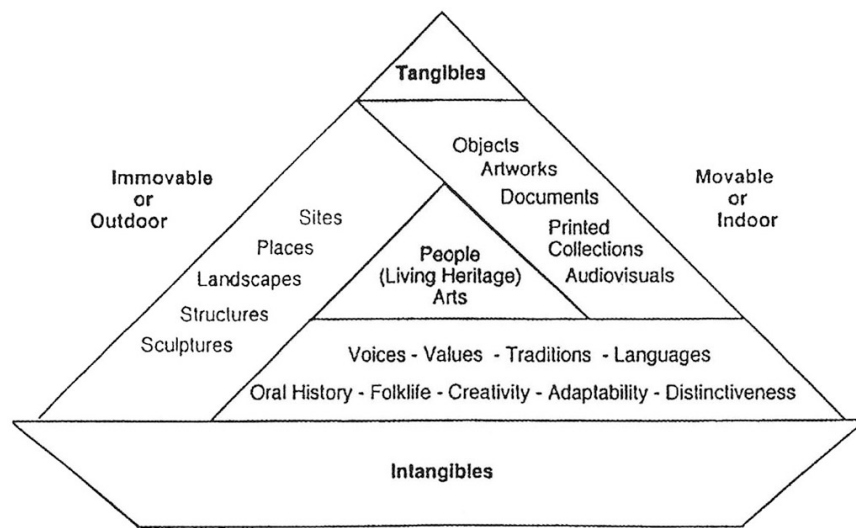 Tangibles
Immovable
or
Outdoor
Sites
Places
Landscapes
Structures
Sculptures
Objects
Artworks
Documents
Printed
Collections
Audiovisuals
Movable
or
Indoor
People
(Living Heritage)
Arts
Voices - Values - Traditions - Languages
Oral History - Folklife - Creativity - Adaptability - Distinctiveness
Intangibles